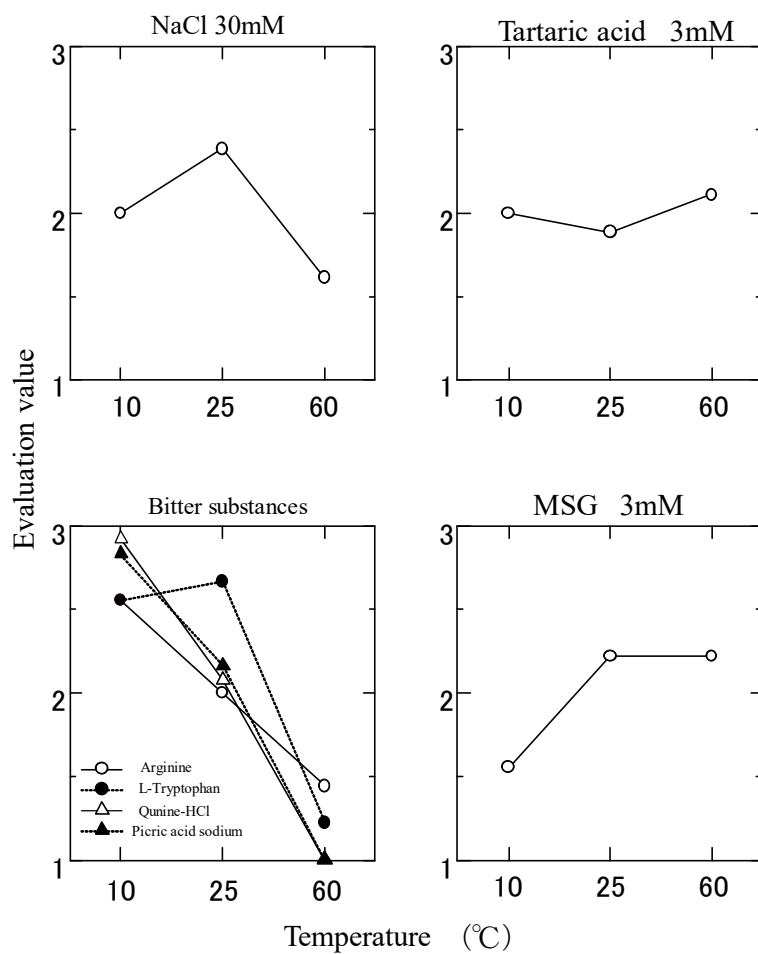 NaCl 30mM
3
2
1
10 25 60
Tartaric acid 3mM
3
2
1
10 25 60
Evaluation value
Bitter substances
3
2
1
Arginine
L-Tryptophan
Qunine-HCl
Picric acid sodium
10 25 60
MSG 3mM
3
2
1
10 25 60
Temperature (℃)